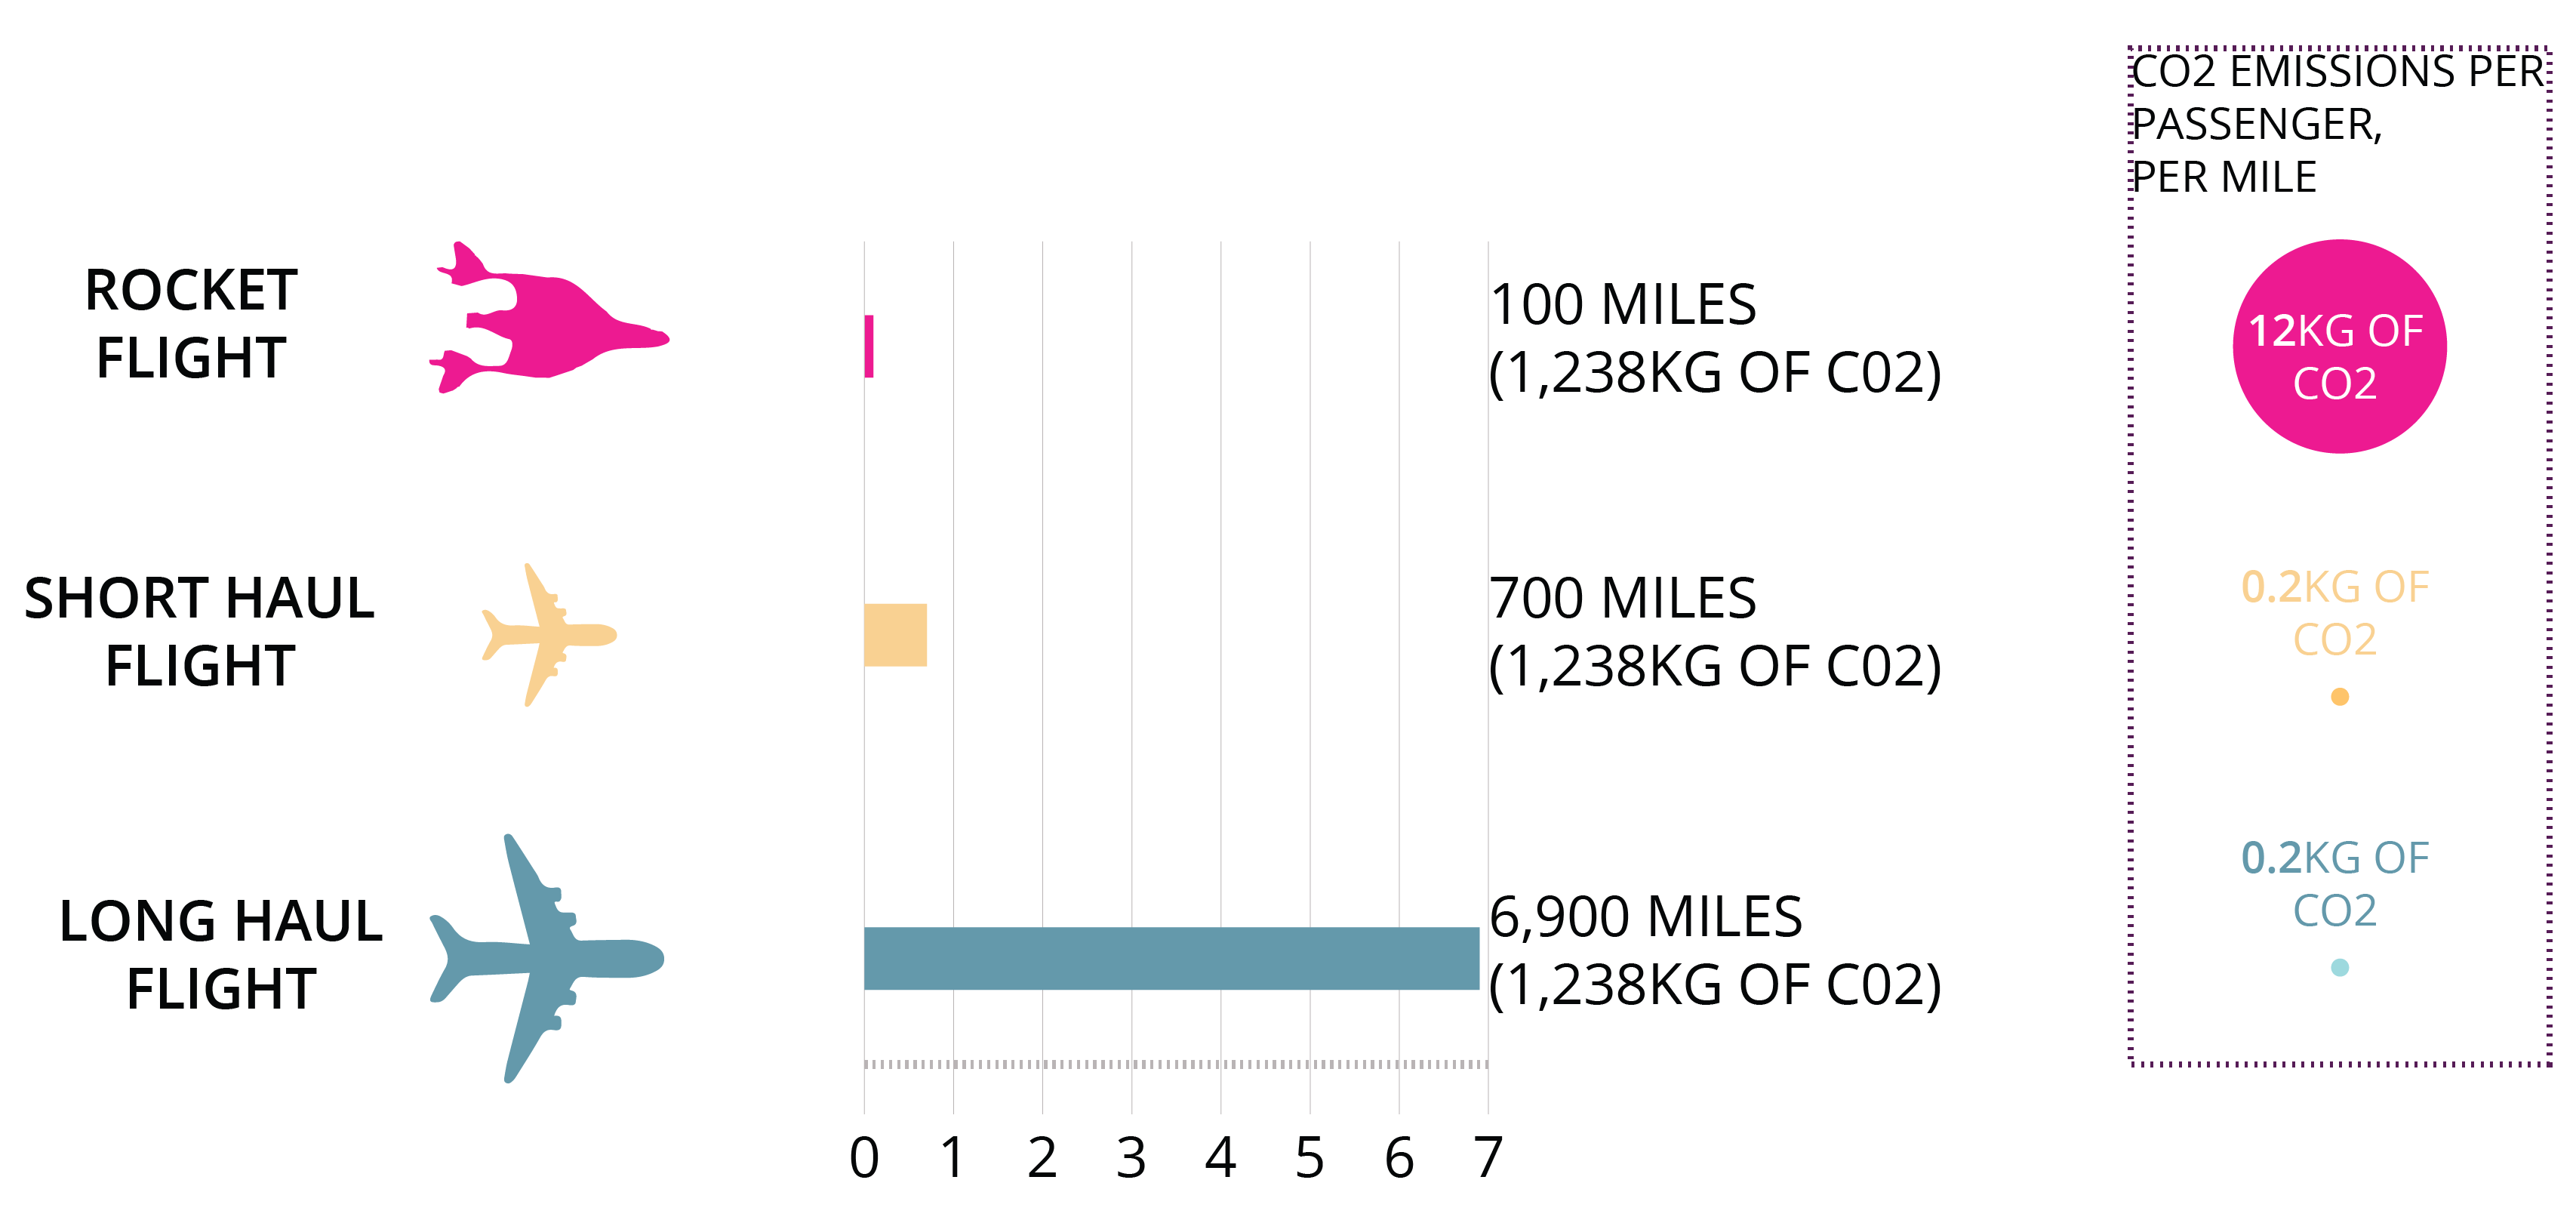 CO2 EMISSIONS PER
PASSENGER,
PER MILE
ROCKET
FLIGHT
100 MILES
(1,238KG OF C02)
12KG OF
CO2
SHORT HAUL
FLIGHT
700 MILES
(1,238KG OF C02)
0.2KG OF
CO2
LONG HAUL
FLIGHT
6,900 MILES
(1,238KG OF C02)
0.2KG OF
CO2
0 1 2 3 4 5 6 7